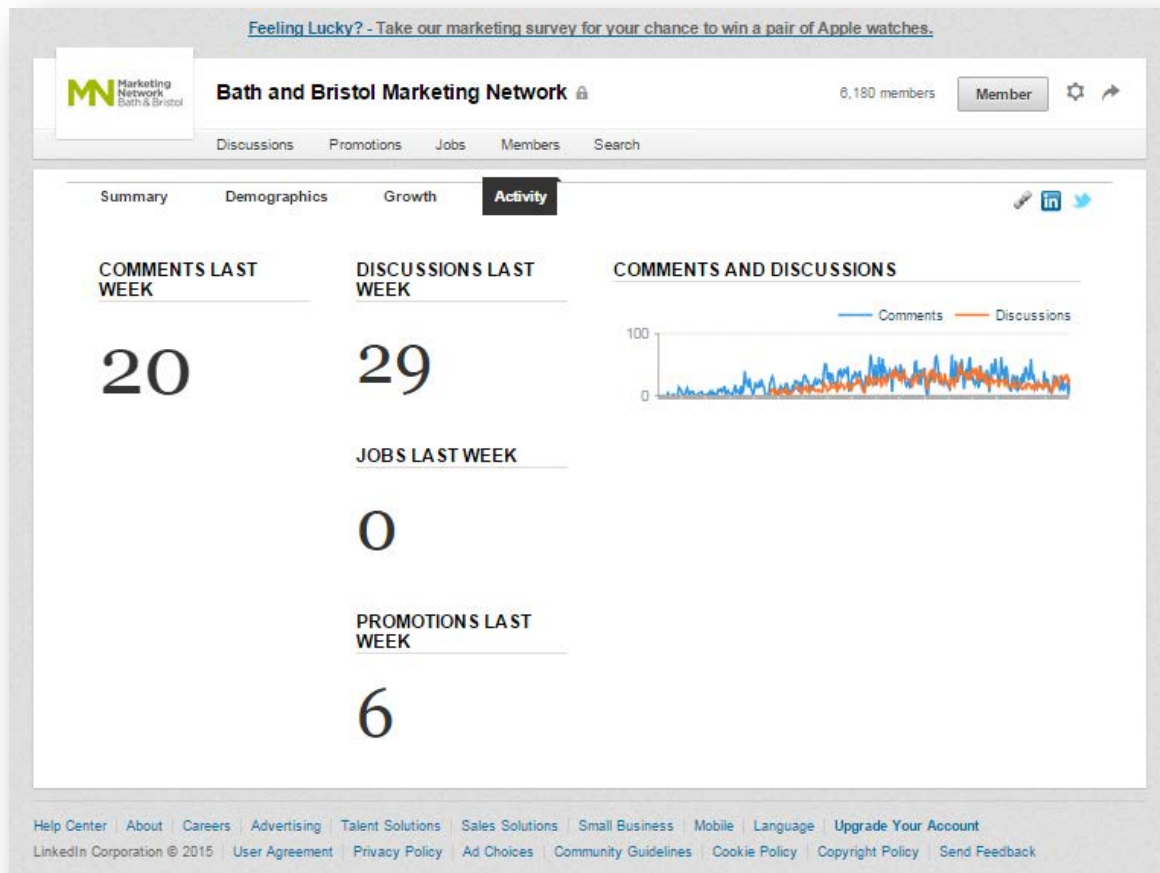 Feeling Lucky? - Take our marketing survey for your chance to win a pair of Apple watches.
MN Marketing
Network
Bath & Bristol
Bath and Bristol Marketing Network
6,180 members
Member
Discussions Promotions Jobs Members Search
Summary Demographics Growth Activity
in
COMMENTS LAST
WEEK
20
DISCUSSIONS LAST
WEEK
29
JOBS LAST WEEK
0
PROMOTIONS LAST
WEEK
6
COMMENTS AND DISCUSSIONS
Comments Discussions
100
0
Help Center About Careers Advertising Talent Solutions Sales Solutions Small Business Mobile Language Upgrade Your Account
LinkedIn Corporation © 2015 User Agreement Privacy Policy Ad Choices Community Guidelines Cookie Policy Copyright Policy Send Feedback